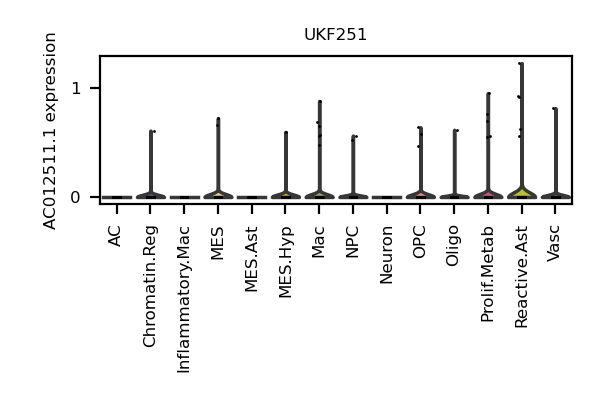 UKF251
AC012511.1 expression
1
0
AC
Chromatin.Reg
Inflammatory.Mac
MES
MES.Ast
MES.Hyp
Mac
NPC
Neuron
OPC
Oligo
Prolif.Metab
Reactive.Ast
Vasc